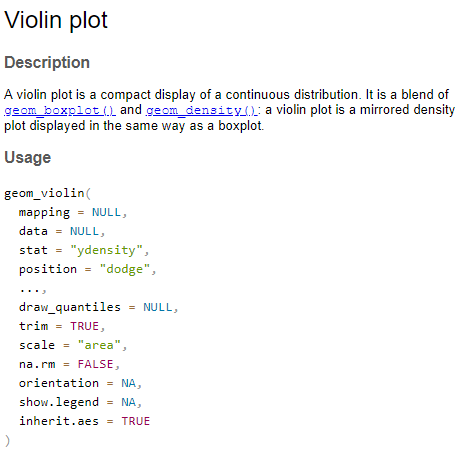 Violin plot
Description
A violin plot is a compact display of a continuous distribution. It is a blend of
geom_boxplot() and geom_density(): a violin plot is a mirrored density
plot displayed in the same way as a boxplot.
Usage
geom_violin(
  mapping = NULL,
  data = NULL,
  stat = "ydensity",
  position = "dodge",
  ...,
  draw_quantiles = NULL,
  trim = TRUE,
  scale = "area",
  na.rm = FALSE,
  orientation = NA,
  show.legend = NA,
  inherit.aes = TRUE
)